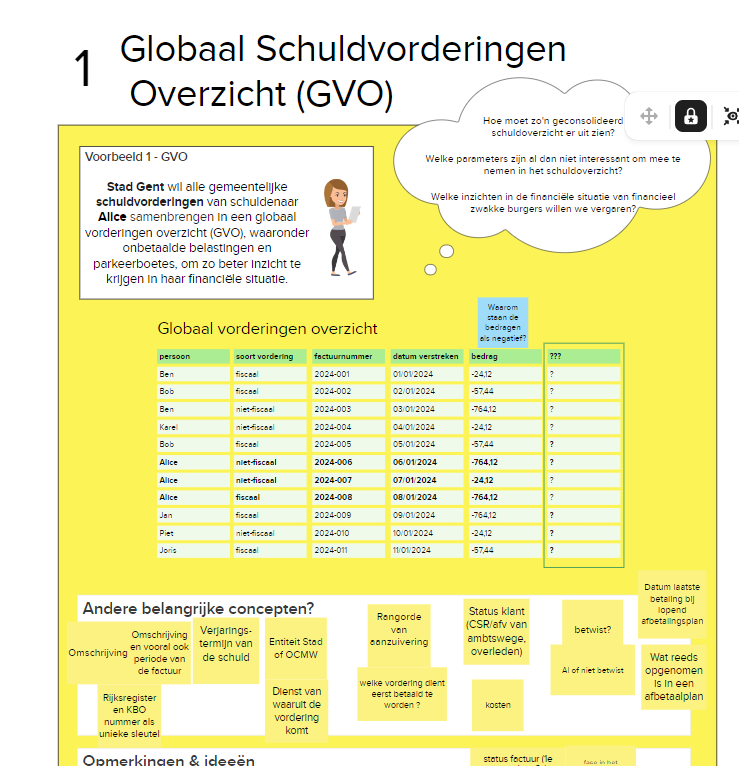 1 Globaal Schuldvorderingen
Overzicht (GVO)
Hoe moet zo'n geconsolideerd
schuldoverzicht er uit zien?
Welke parameters zijn al dan niet interessant om mee te
nemen in het schuldoverzicht?
Welke inzichten in de financiële situatie van financieel
zwakke burgers willen we vergaren?
Voorbeeld 1 - GVO
Stad Gent wil alle gemeentelijke
schuldvorderingen van schuldenaar
Alice samenbrengen in een globaal
vorderingen overzicht (GVO), waaronder
onbetaalde belastingen en
parkeerboetes, om zo beter inzicht te
krijgen in haar financiële situatie.
Waarom
staan de
bedragen
als negatief?
Globaal vorderingen overzicht
persoon soort vordering factuurnummer datum verstreken bedrag ???
Ben fiscaal 2024-001 01/01/2024 -24,12 ?
Bob fiscaal 2024-002 02/01/2024 -57,44 ?
Ben niet-fiscaal 2024-003 03/01/2024 -764,12 ?
Karel niet-fiscaal 2024-004 04/01/2024 -24,12 ?
Bob fiscaal 2024-005 05/01/2024 -57,44 ?
Alice niet-fiscaal 2024-006 06/01/2024 -764,12 ?
Alice niet-fiscaal 2024-007 07/01/2024 -24,12 ?
Alice fiscaal 2024-008 08/01/2024 -764,12 ?
Jan fiscaal 2024-009 09/01/2024 -764,12 ?
Piet niet-fiscaal 2024-010 10/01/2024 -24,12 ?
Joris fiscaal 2024-011 11/01/2024 -57,44 ?
Andere belangrijke concepten?
Omschrijving
Omschrijving
en vooral ook
periode van
de factuur
Verjarings-
termijn van
de schuld
Entiteit Stad
of OCMW
Rangorde
van
aanzuivering
Status klant
(CSR/afv van
ambtswege,
overleden)
betwist?
Datum laatste
betaling bij
lopend
afbetalingsplan
Rijksregister
en KBO
nummer als
unieke sleutel
Dienst van
waaruit de
vordering
komt
welke vordering dient
eerst betaald te
worden ?
kosten
Al of niet betwist
Wat reeds
opgenomen
is in een
afbetaalplan
Opmerkingen & ideeën
status factuur (1e
fase in het